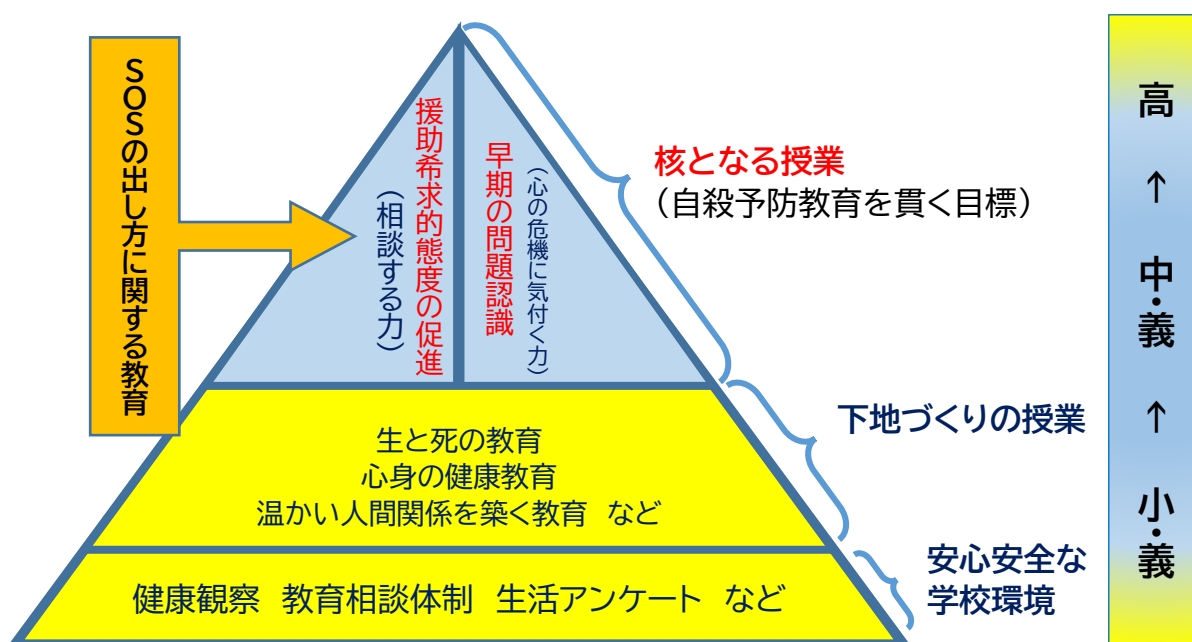 SOSの出し方に関する教育
援助希求的態度の促進
（相談する力）
早期の問題認識
（心の危機に気付く力）
核となる授業
（自殺予防教育を貫く目標）
生と死の教育
心身の健康教育
温かい人間関係を築く教育　など
下地づくりの授業
健康観察　教育相談体制　生活アンケート　など
安心安全な
学校環境
高
↑
中・義
↑
小・義